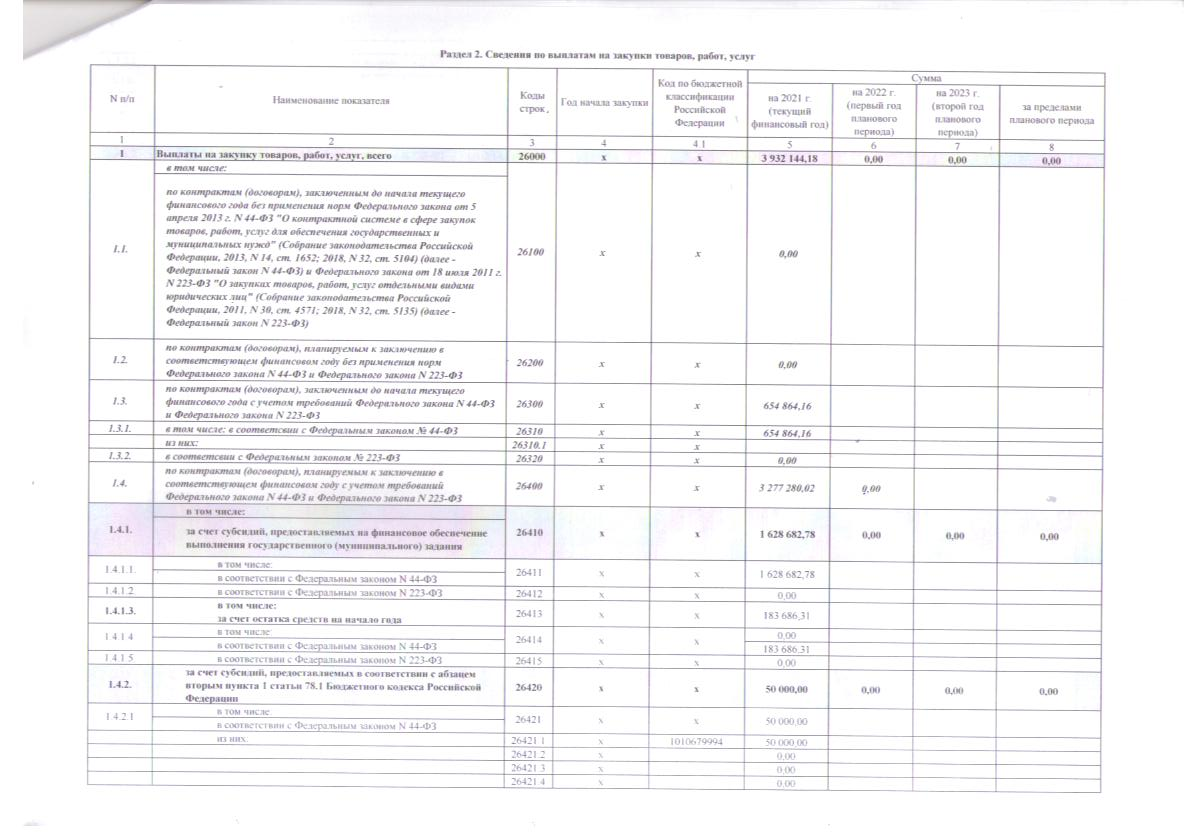 Раздел 2. Сведения по выплатам на закупки товаров, работ, услуг
N п/п
Наименование показателя
Коды
строк
Год начала закупки
Код по бюджетной
классификации
Российской
Федерации
Сумма
на 2021 г.
(текущий
финансовый год)
на 2022 г.
(первый год
планового
периода)
на 2023 г.
(второй год
планового
периода)
за пределами
планового периода
1 2 3 4 4.1 5 6 7 8
1 Выплаты на закупку товаров, работ, услуг, всего 26000 х х 3 932 144,18 0,00 0,00 0,00
в том числе:
1.1.
по контрактам (договорам), заключенным до начала текущего
финансового года без применения норм Федерального закона от 5
апреля 2013 г. N 44-ФЗ "О контрактной системе в сфере закупок
товаров, работ, услуг для обеспечения государственных и
муниципальных нужд" (Собрание законодательства Российской
Федерации, 2013, N 14, ст. 1652; 2018, N 32, ст. 5104) (далее -
Федеральный закон N 44-ФЗ) и Федерального закона от 18 июля 2011 г.
N 223-ФЗ "О закупках товаров, работ, услуг отдельными видами
юридических лиц" (Собрание законодательства Российской
Федерации, 2011, N 30, ст. 4571; 2018, N 32, ст. 5135) (далее -
Федеральный закон N 223-ФЗ)
26100 х х 0,00
1.2.
по контрактам (договорам), планируемым к заключению в
соответствующем финансовом году без применения норм
Федерального закона N 44-ФЗ и Федерального закона N 223-ФЗ
26200 х х 0,00
1.3.
по контрактам (договорам), заключенным до начала текущего
финансового года с учетом требований Федерального закона N 44-ФЗ
и Федерального закона N 223-ФЗ
26300 х х 654 864,16
1.3.1. в том числе: в соответсвии с Федеральным законом № 44-ФЗ 26310 х х 654 864,16
из них: 26310.1 х х
1.3.2. в соответсвии с Федеральным законом № 223-ФЗ 26320 х х 0,00
1.4.
по контрактам (договорам), планируемым к заключению в
соответствующем финансовом году с учетом требований
Федерального закона N 44-ФЗ и Федерального закона N 223-ФЗ
26400 х х 3 277 280,02 0,00
в том числе:
1.4.1.
за счет субсидий, предоставляемых на финансовое обеспечение
выполнения государственного (муниципального) задания
26410 х х 1 628 682,78 0,00 0,00 0,00
1.4.1.1. в том числе:
в соответствии с Федеральным законом N 44-ФЗ 26411 х х 1 628 682,78
1.4.1.2. в соответствии с Федеральным законом N 223-ФЗ 26412 х х 0,00
1.4.1.3. в том числе:
за счет остатка средств на начало года 26413 х х 183 686,31
1.4.1.4 в том числе: 26414 х х 0,00
в соответствии с Федеральным законом N 44-ФЗ 183 686,31
1.4.1.5. в соответствии с Федеральным законом N 223-ФЗ 26415 х х 0,00
1.4.2.
за счет субсидий, предоставляемых в соответствии с абзацем
вторым пункта 1 статьи 78.1 Бюджетного кодекса Российской
Федерации
26420 х х 50 000,00 0,00 0,00 0,00
1.4.2.1 в том числе:
в соответствии с Федеральным законом N 44-ФЗ 26421 х х 50 000,00
из них: 26421.1 х 1010679994 50 000,00
26421.2 х 0,00
26421.3 х 0,00
26421.4 х 0,00